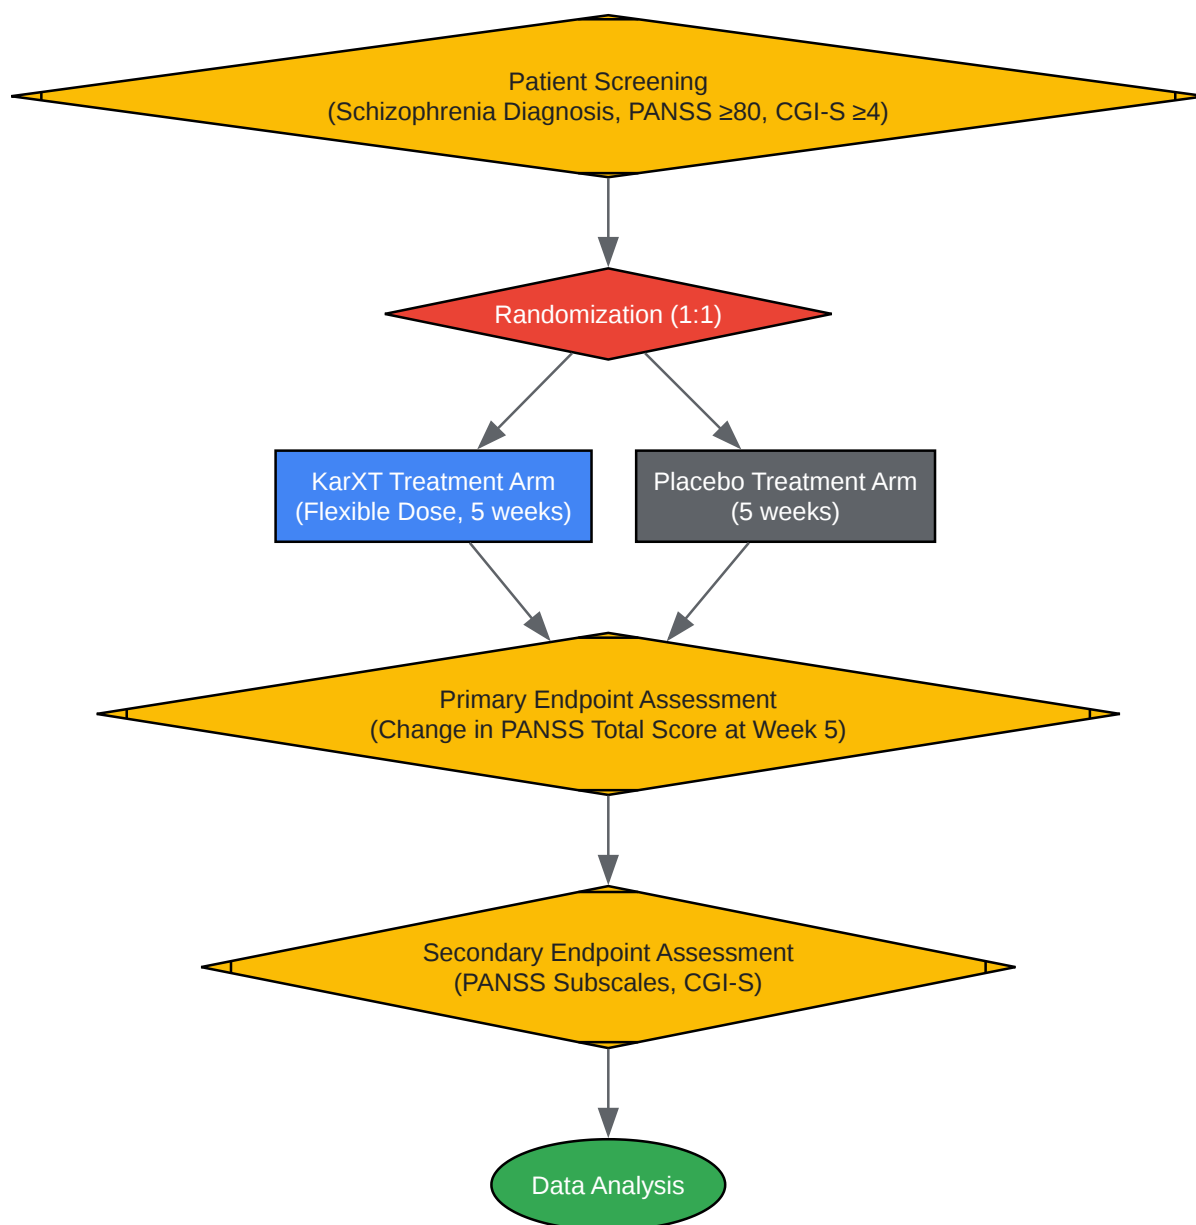 Patient Screening
(Schizophrenia Diagnosis, PANSS ≥80, CGI-S ≥4)
Randomization (1:1)
KarXT Treatment Arm
(Flexible Dose, 5 weeks)
Placebo Treatment Arm
(5 weeks)
Primary Endpoint Assessment
(Change in PANSS Total Score at Week 5)
Secondary Endpoint Assessment
(PANSS Subscales, CGI-S)
Data Analysis